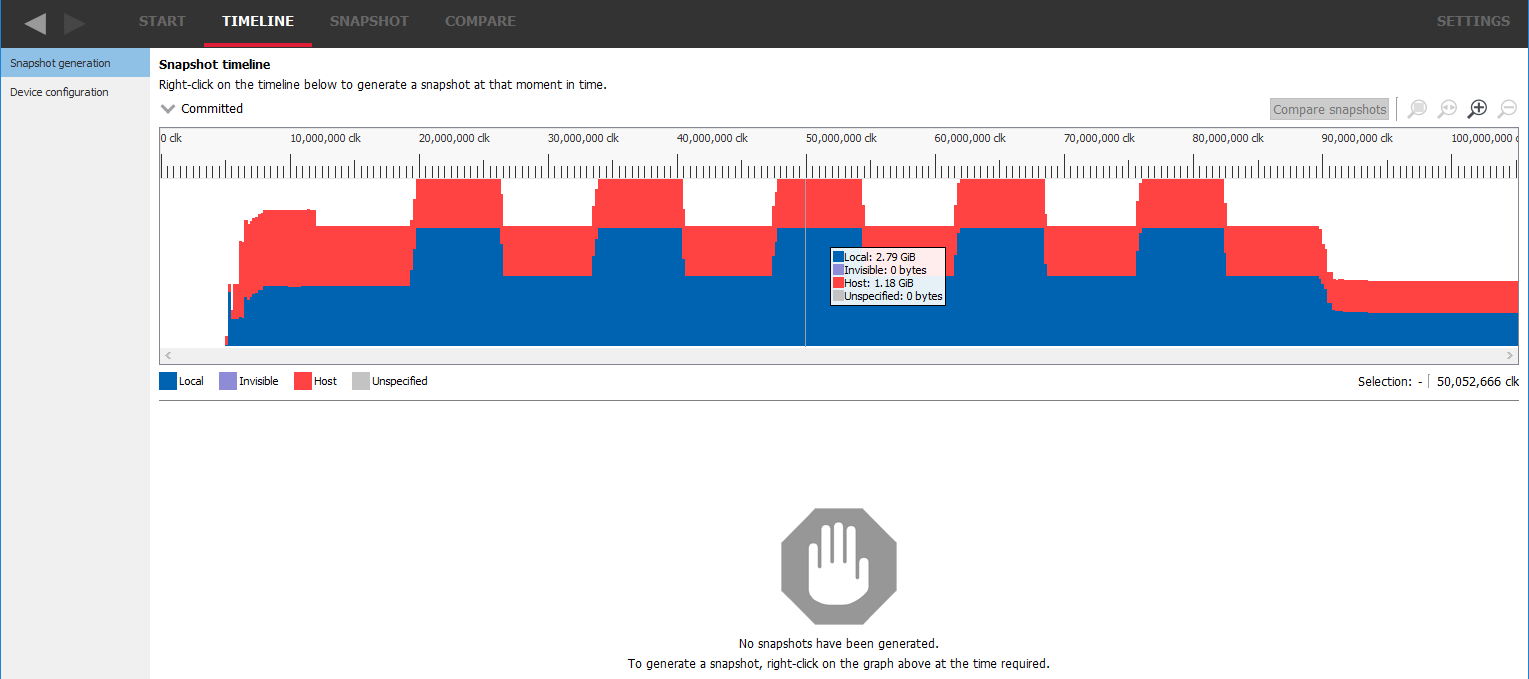 START TIMELINE SNAPSHOT COMPARE SETTINGS
Snapshot generation
Device configuration
Snapshot timeline
Right-click on the timeline below to generate a snapshot at that moment in time.
Committed
Compare snapshots
0 clk 10,000,000 clk 20,000,000 clk 30,000,000 clk 40,000,000 clk 50,000,000 clk 60,000,000 clk 70,000,000 clk 80,000,000 clk 90,000,000 clk 100,000,000 c
Local: 2.79 GiB
Invisible: 0 bytes
Host: 1.18 GiB
Unspecified: 0 bytes
Local Invisible Host Unspecified
Selection: - 50,052,666 clk
No snapshots have been generated.
To generate a snapshot, right-click on the graph above at the time required.